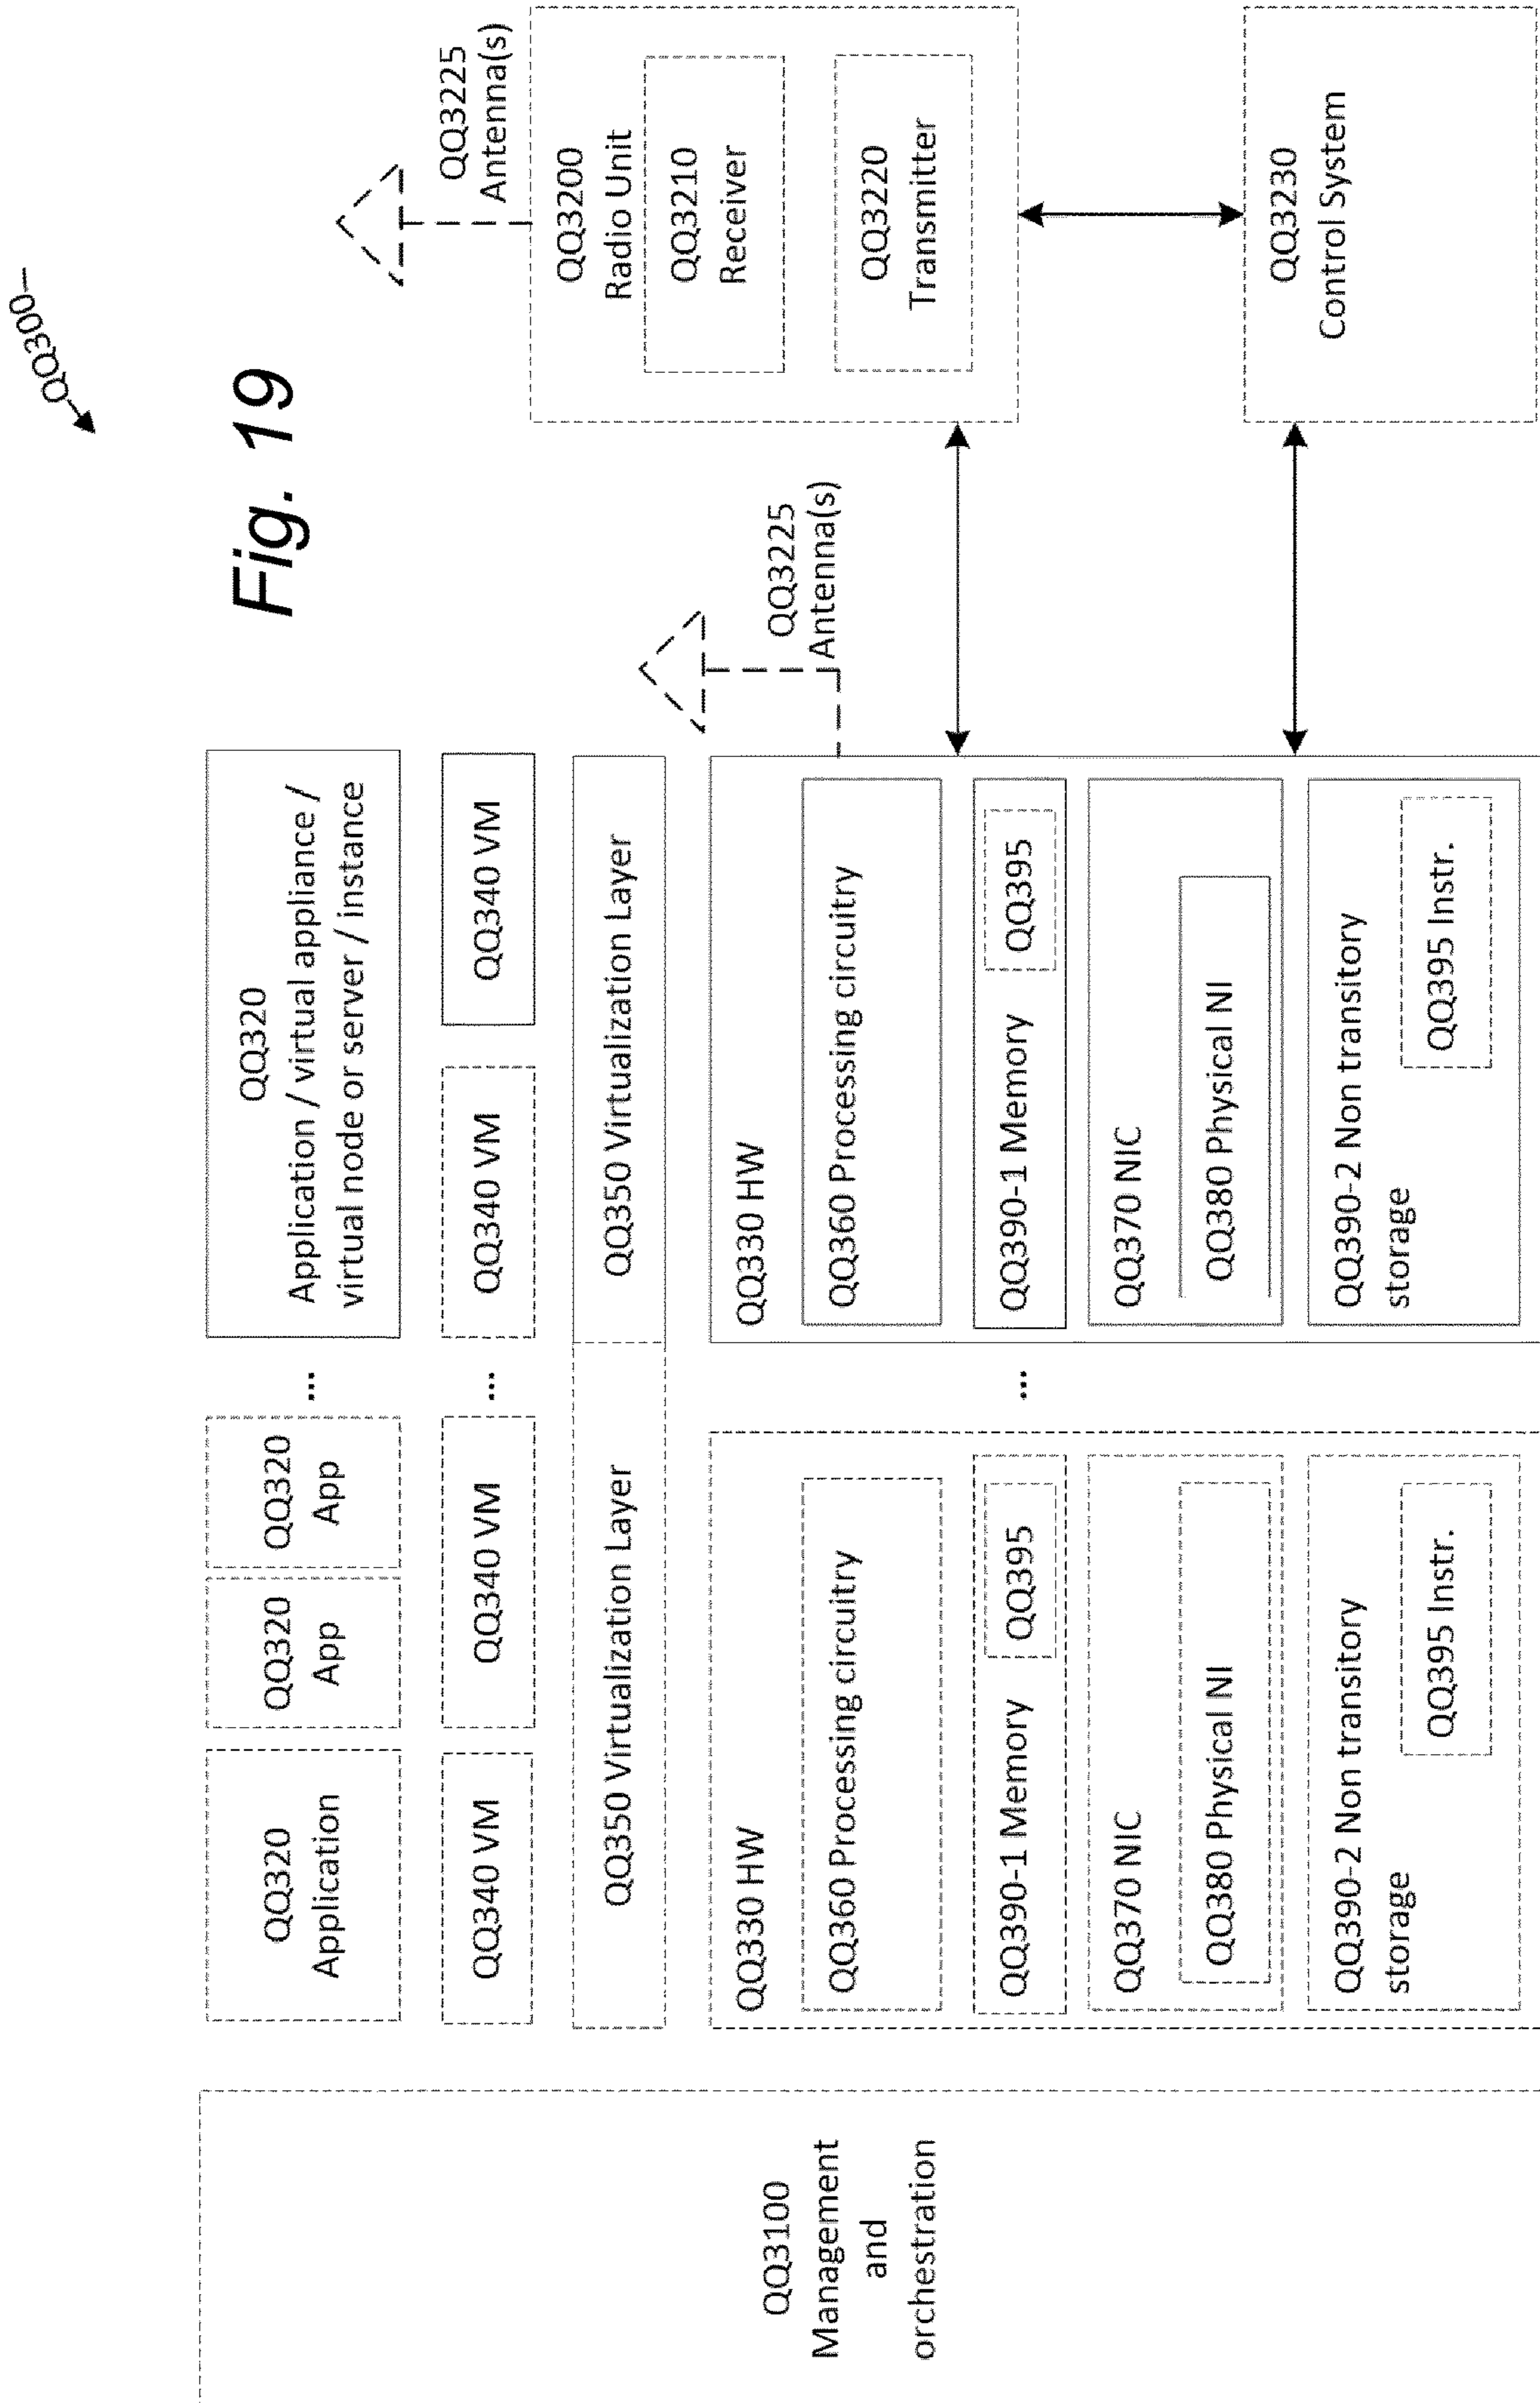 QQ300
Fig. 19
QQ3100
Management
and
orchestration
QQ320
Application
QQ320
App
QQ320
App
...
QQ320
Application / virtual appliance /
virtual node or server / instance
QQ340 VM
QQ340 VM
...
QQ340 VM
QQ340 VM
QQ350 Virtualization Layer
QQ350 Virtualization Layer
QQ330 HW
QQ360 Processing circuitry
QQ390-1 Memory
QQ395
QQ370 NIC
QQ380 Physical NI
QQ390-2 Non transitory
storage
QQ395 Instr.
...
QQ330 HW
QQ360 Processing circuitry
QQ390-1 Memory
QQ395
QQ370 NIC
QQ380 Physical NI
QQ390-2 Non transitory
storage
QQ395 Instr.
QQ3225
Antenna(s)
QQ3225
Antenna(s)
QQ3200
Radio Unit
QQ3210
Receiver
QQ3220
Transmitter
QQ3230
Control System